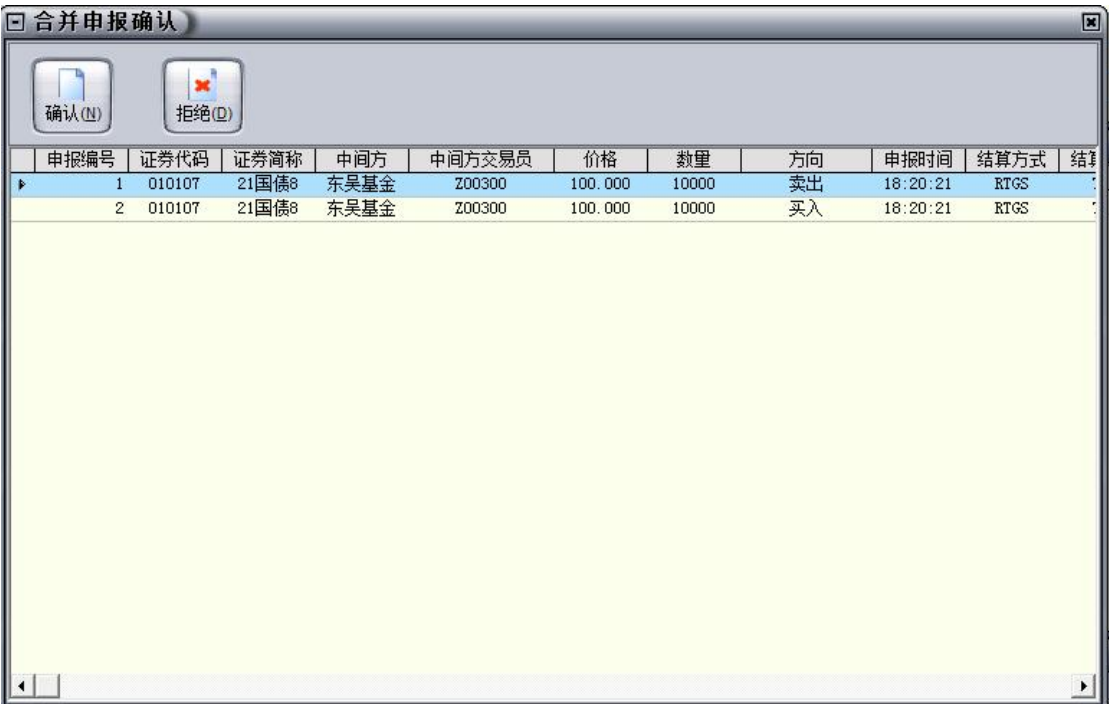 合并申报确认
确认(N) 拒绝(D)
申报编号 证券代码 证券简称 中间方 中间方交易员 价格 数量 方向 申报时间 结算方式 结算
1 010107 21国债8 东吴基金 Z00300 100.000 10000 卖出 18:20:21 RTGS
2 010107 21国债8 东吴基金 Z00300 100.000 10000 买入 18:20:21 RTGS